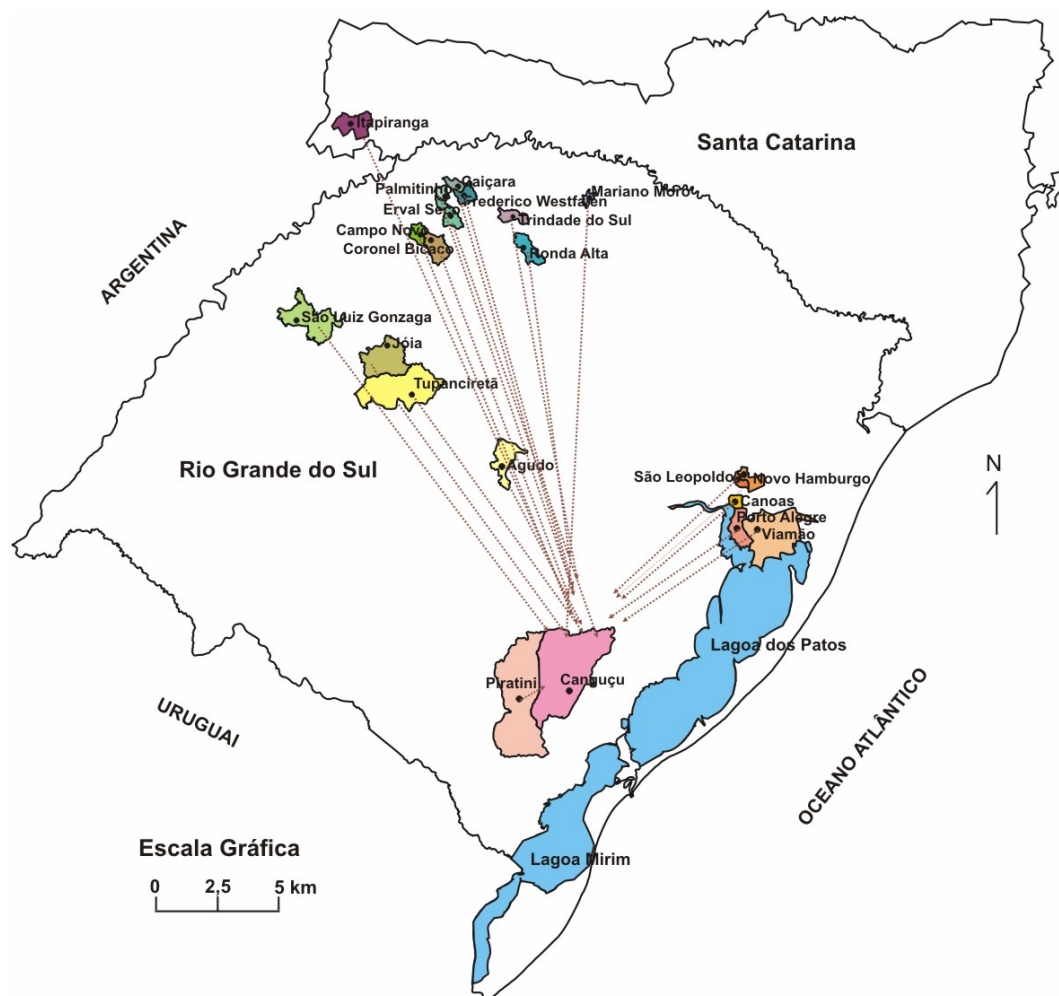 Itapiranga
Santa Catarina
Caiçara
Palmitinho
Mariano Moro
Frederico Westfalen
Erval Seco
Trindade do Sul
Campo Novo
Coronel Bicaco
Ronda Alta
ARGENTINA
São Luiz Gonzaga
Jóia
Tupanciretã
Rio Grande do Sul
Agudo
N
São Leopoldo
Novo Hamburgo
Canoas
Porto Alegre
Viamão
Lagoa dos Patos
Piratini
Canguçu
URUGUAI
OCEANO ATLÂNTICO
Escala Gráfica
Lagoa Mirim
0 2,5 5 km